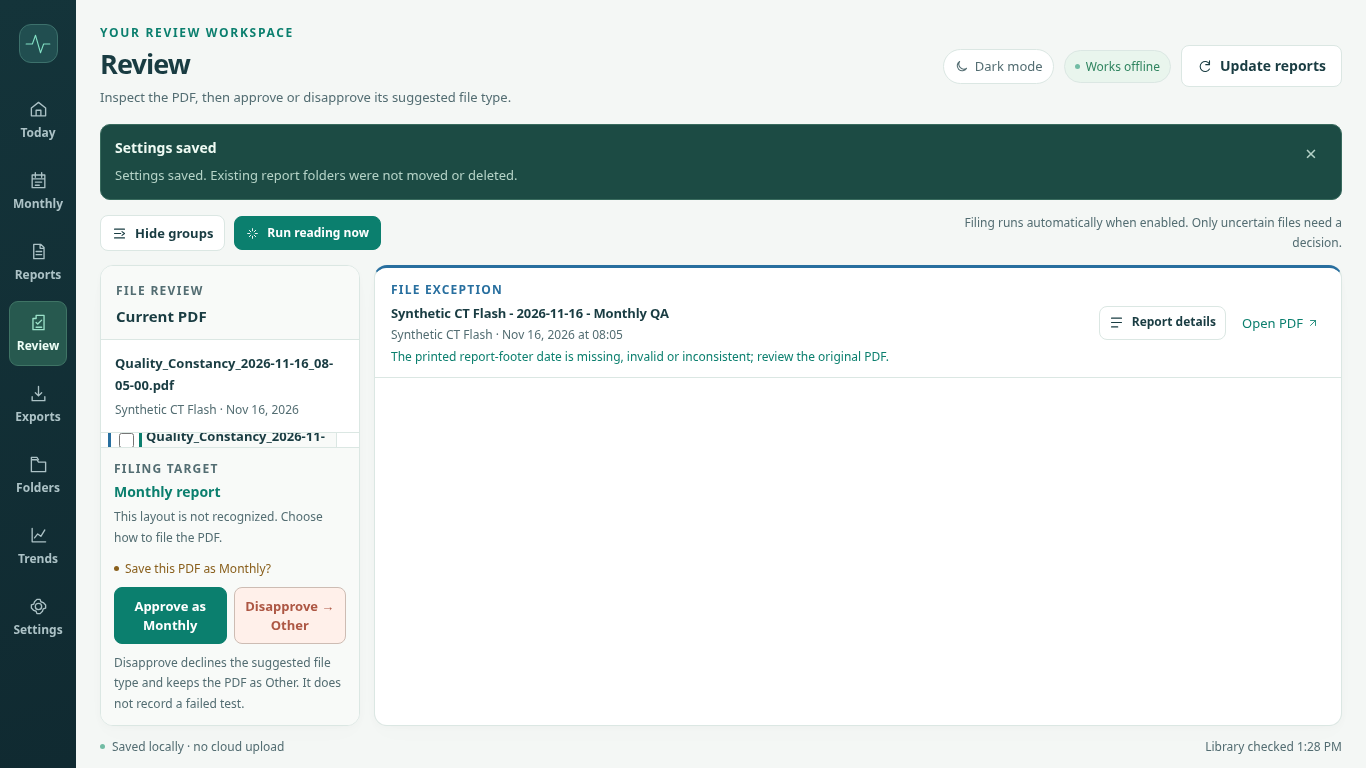 YOUR REVIEW WORKSPACE
Review
Inspect the PDF, then approve or disapprove its suggested file type.
Dark mode
Works offline
Update reports
Today
Monthly
Reports
Review
Exports
Folders
Trends
Settings
Settings saved
Settings saved. Existing report folders were not moved or deleted.
Hide groups
Run reading now
Filing runs automatically when enabled. Only uncertain files need a
decision.
FILE REVIEW
Current PDF
Quality_Constancy_2026-11-16_08-
05-00.pdf
Synthetic CT Flash · Nov 16, 2026
Quality_Constancy_2026-11-
FILING TARGET
Monthly report
This layout is not recognized. Choose
how to file the PDF.
Save this PDF as Monthly?
Approve as
Monthly
Disapprove →
Other
Disapprove declines the suggested file
type and keeps the PDF as Other. It does
not record a failed test.
FILE EXCEPTION
Synthetic CT Flash - 2026-11-16 - Monthly QA
Synthetic CT Flash · Nov 16, 2026 at 08:05
The printed report-footer date is missing, invalid or inconsistent; review the original PDF.
Report details
Open PDF
Saved locally · no cloud upload
Library checked 1:28 PM